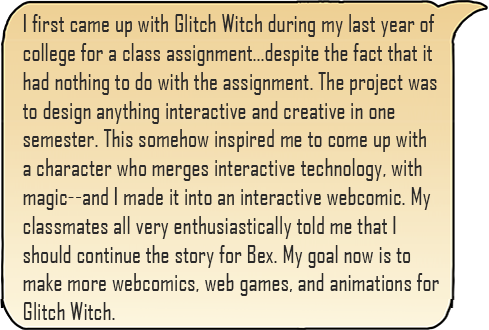 I first came up with Glitch Witch during my last year of
college for a class assignment...despite the fact that it
had nothing to do with the assignment. The project was
to design anything interactive and creative in one
semester. This somehow inspired me to come up with
a character who merges interactive technology, with
magic--and I made it into an interactive webcomic. My
classmates all very enthusiastically told me that I
should continue the story for Bex. My goal now is to
make more webcomics, web games, and animations for
Glitch Witch.